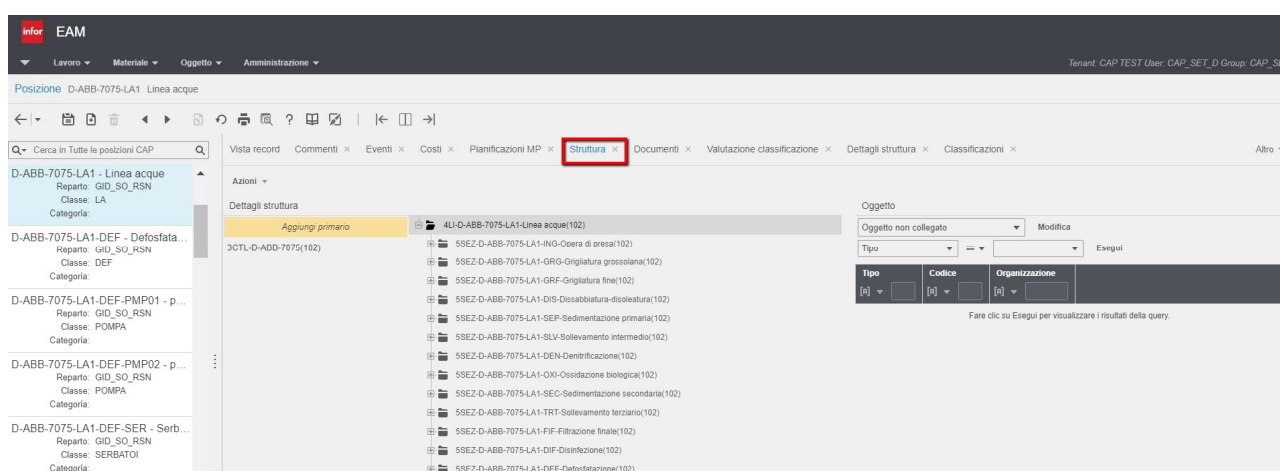 infor EAM
Lavoro Materiale Oggetto Amministrazione
Tenant: CAP TEST User: CAP_SET_D Group: CAP_
Posizione D-ABB-7075-LA1 Linea acque
Cerca in Tutte le posizioni CAP
Vista record Commenti × Eventi × Costi × Pianificazioni MP × Struttura × Documenti × Valutazione classificazione × Dettagli struttura × Classificazioni × Altro
D-ABB-7075-LA1 - Linea acque
Reparto: GID_SO_RSN
Classe: LA
Categoria:
D-ABB-7075-LA1-DEF - Defosfata...
Reparto: GID_SO_RSN
Classe: DEF
Categoria:
D-ABB-7075-LA1-DEF-PMP01 - p...
Reparto: GID_SO_RSN
Classe: POMPA
Categoria:
D-ABB-7075-LA1-DEF-PMP02 - p...
Reparto: GID_SO_RSN
Classe: POMPA
Categoria:
D-ABB-7075-LA1-DEF-SER - Serb...
Reparto: GID_SO_RSN
Classe: SERBATOI
Categoria:
Azioni
Dettagli struttura
Aggiungi primario
3CTL-D-ADD-7075(102)
4LI-D-ABB-7075-LA1-Linea acque(102)
5SEZ-D-ABB-7075-LA1-ING-Opera di presa(102)
5SEZ-D-ABB-7075-LA1-GRG-Grigliatura grossolana(102)
5SEZ-D-ABB-7075-LA1-GRF-Grigliatura fine(102)
5SEZ-D-ABB-7075-LA1-DIS-Dissabbiatura-disoleatura(102)
5SEZ-D-ABB-7075-LA1-SEP-Sedimentazione primaria(102)
5SEZ-D-ABB-7075-LA1-SLV-Sollevamento intermedio(102)
5SEZ-D-ABB-7075-LA1-DEN-Denitrificazione(102)
5SEZ-D-ABB-7075-LA1-OXI-Ossidazione biologica(102)
5SEZ-D-ABB-7075-LA1-SEC-Sedimentazione secondaria(102)
5SEZ-D-ABB-7075-LA1-TRT-Sollevamento terziario(102)
5SEZ-D-ABB-7075-LA1-FIF-Filtrazione finale(102)
5SEZ-D-ABB-7075-LA1-DIF-Disinfezione(102)
5SEZ-D-ABB-7075-LA1-DEF-Defosfatazione(102)
Oggetto
Oggetto non collegato Modifica
Tipo = Esegui
Tipo Codice Organizzazione
[¤] [¤] [¤]
Fare clic su Esegui per visualizzare i risultati della query.